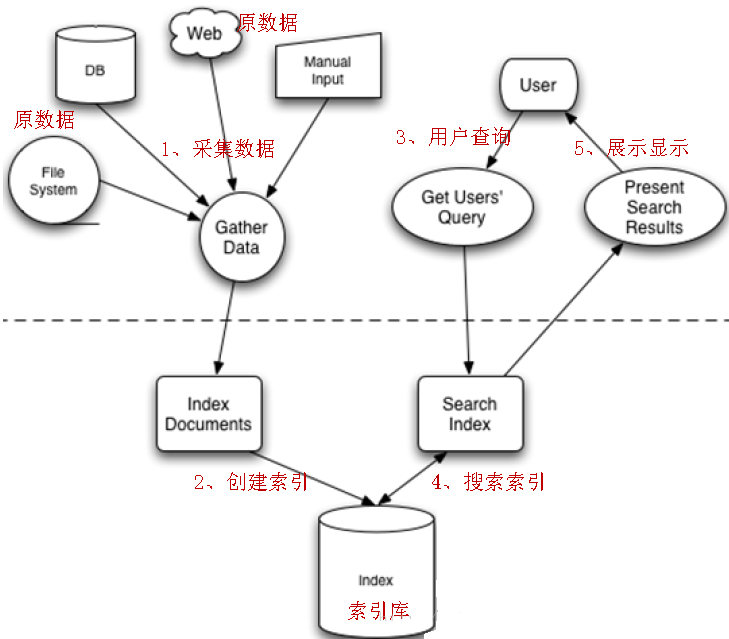 Web
原数据
DB
Manual
Input
原数据
1、采集数据
File
System
Gather
Data
User
3、用户查询
5、展示显示
Get Users'
Query
Present
Search
Results
Index
Documents
Search
Index
2、创建索引
4、搜索索引
Index
索引库